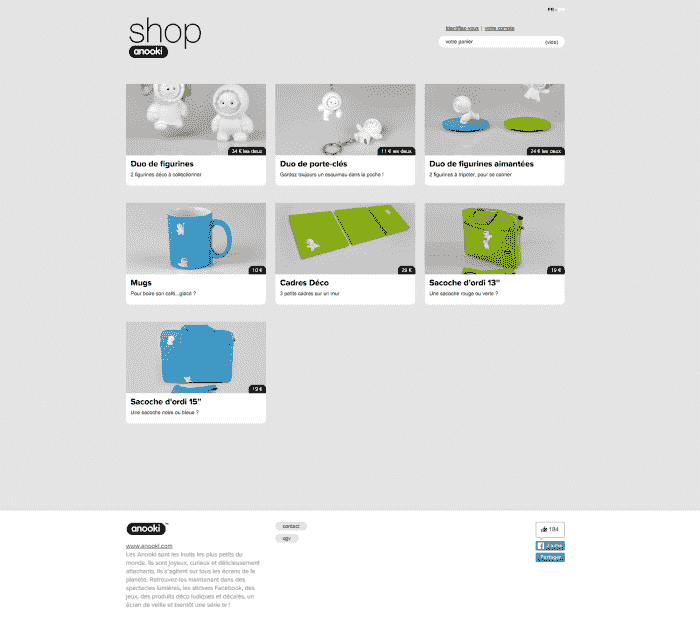 FR
shop
anooki
Identifiez-vous | votre compte
votre panier (vide)
34 € les deux
Duo de figurines
2 figurines déco à collectionner
11 € les deux
Duo de porte-clés
Gardez toujours un esquimau dans la poche !
24 € les deux
Duo de figurines aimantées
2 figurines à tripoter, pour se calmer
10 €
Mugs
Pour boire son café...glacé ?
29 €
Cadres Déco
3 petits cadres sur un mur
19 €
Sacoche d'ordi 13"
Une sacoche rouge ou verte ?
19 €
Sacoche d'ordi 15"
Une sacoche noire ou bleue ?
anooki
www.anooki.com
Les Anooki sont les Inuits les plus petits du
monde. Ils sont joyeux, curieux et délicieusement
attachants. Ils s'agitent sur tous les écrans de la
planète. Retrouvez-les maintenant dans des
spectacles lumières, les stickers Facebook, des
jeux, des produits déco ludiques et décalés, un
écran de veille et bientôt une série tv !
contact
cgv
184
J'aime
Partager